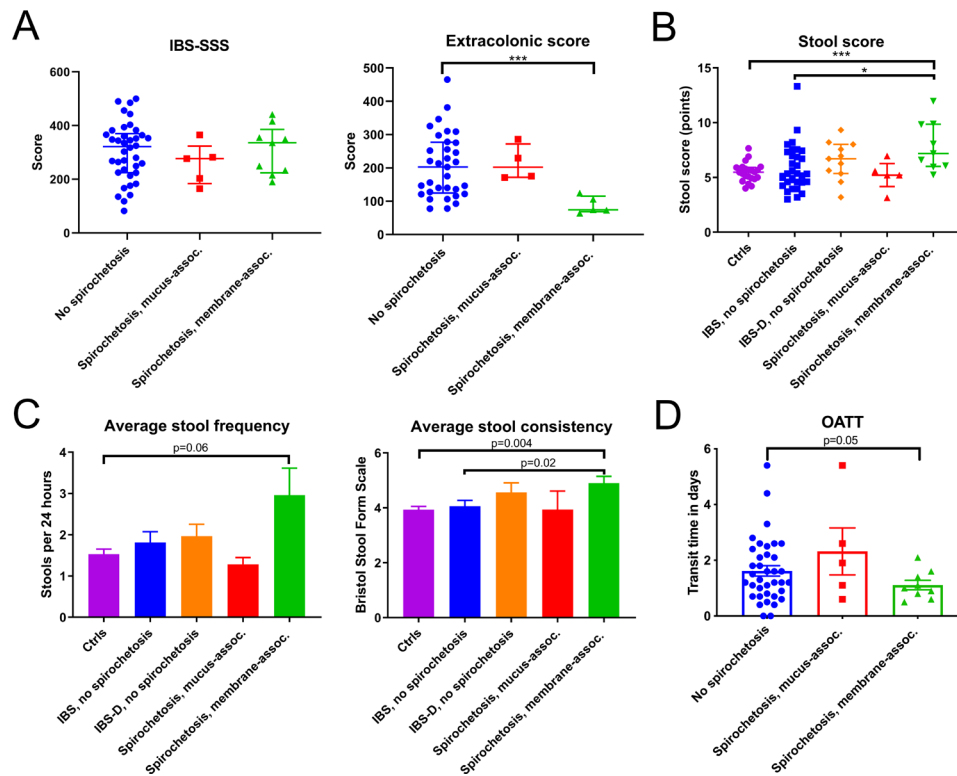 A
IBS-SSS
Score
600
400
200
0
No spirochetosis
Spirochetosis, mucus-assoc.
Spirochetosis, membrane-assoc.
Extracolonic score
***
Score
500
400
300
200
100
0
No spirochetosis
Spirochetosis, mucus-assoc.
Spirochetosis, membrane-assoc.
B
Stool score
***
*
Stool score (points)
15
10
5
0
Ctrls
IBS, no spirochetosis
IBS-D, no spirochetosis
Spirochetosis, mucus-assoc.
Spirochetosis, membrane-assoc.
C
Average stool frequency
p=0.06
Stools per 24 hours
4
3
2
1
0
Ctrls
IBS, no spirochetosis
IBS-D, no spirochetosis
Spirochetosis, mucus-assoc.
Spirochetosis, membrane-assoc.
Average stool consistency
p=0.004
p=0.02
Bristol Stool Form Scale
6
4
2
0
Ctrls
IBS, no spirochetosis
IBS-D, no spirochetosis
Spirochetosis, mucus-assoc.
Spirochetosis, membrane-assoc.
D
OATT
p=0.05
Transit time in days
6
4
2
0
No spirochetosis
Spirochetosis, mucus-assoc.
Spirochetosis, membrane-assoc.